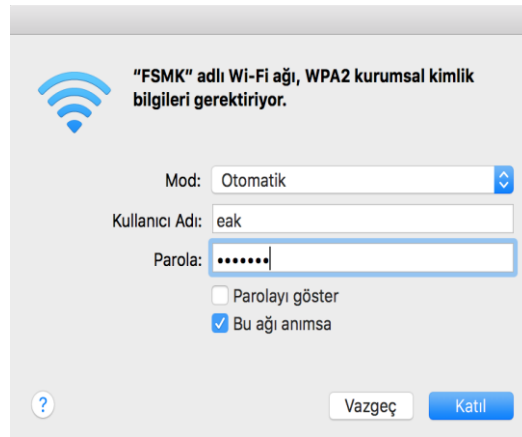 “FSMK” adlı Wi-Fi ağı, WPA2 kurumsal kimlik
bilgileri gerektiriyor.
Mod: Otomatik
Kullanıcı Adı: eak
Parola: •••••••
Parolayı göster
Bu ağı anımsa
? Vazgeç Katıl